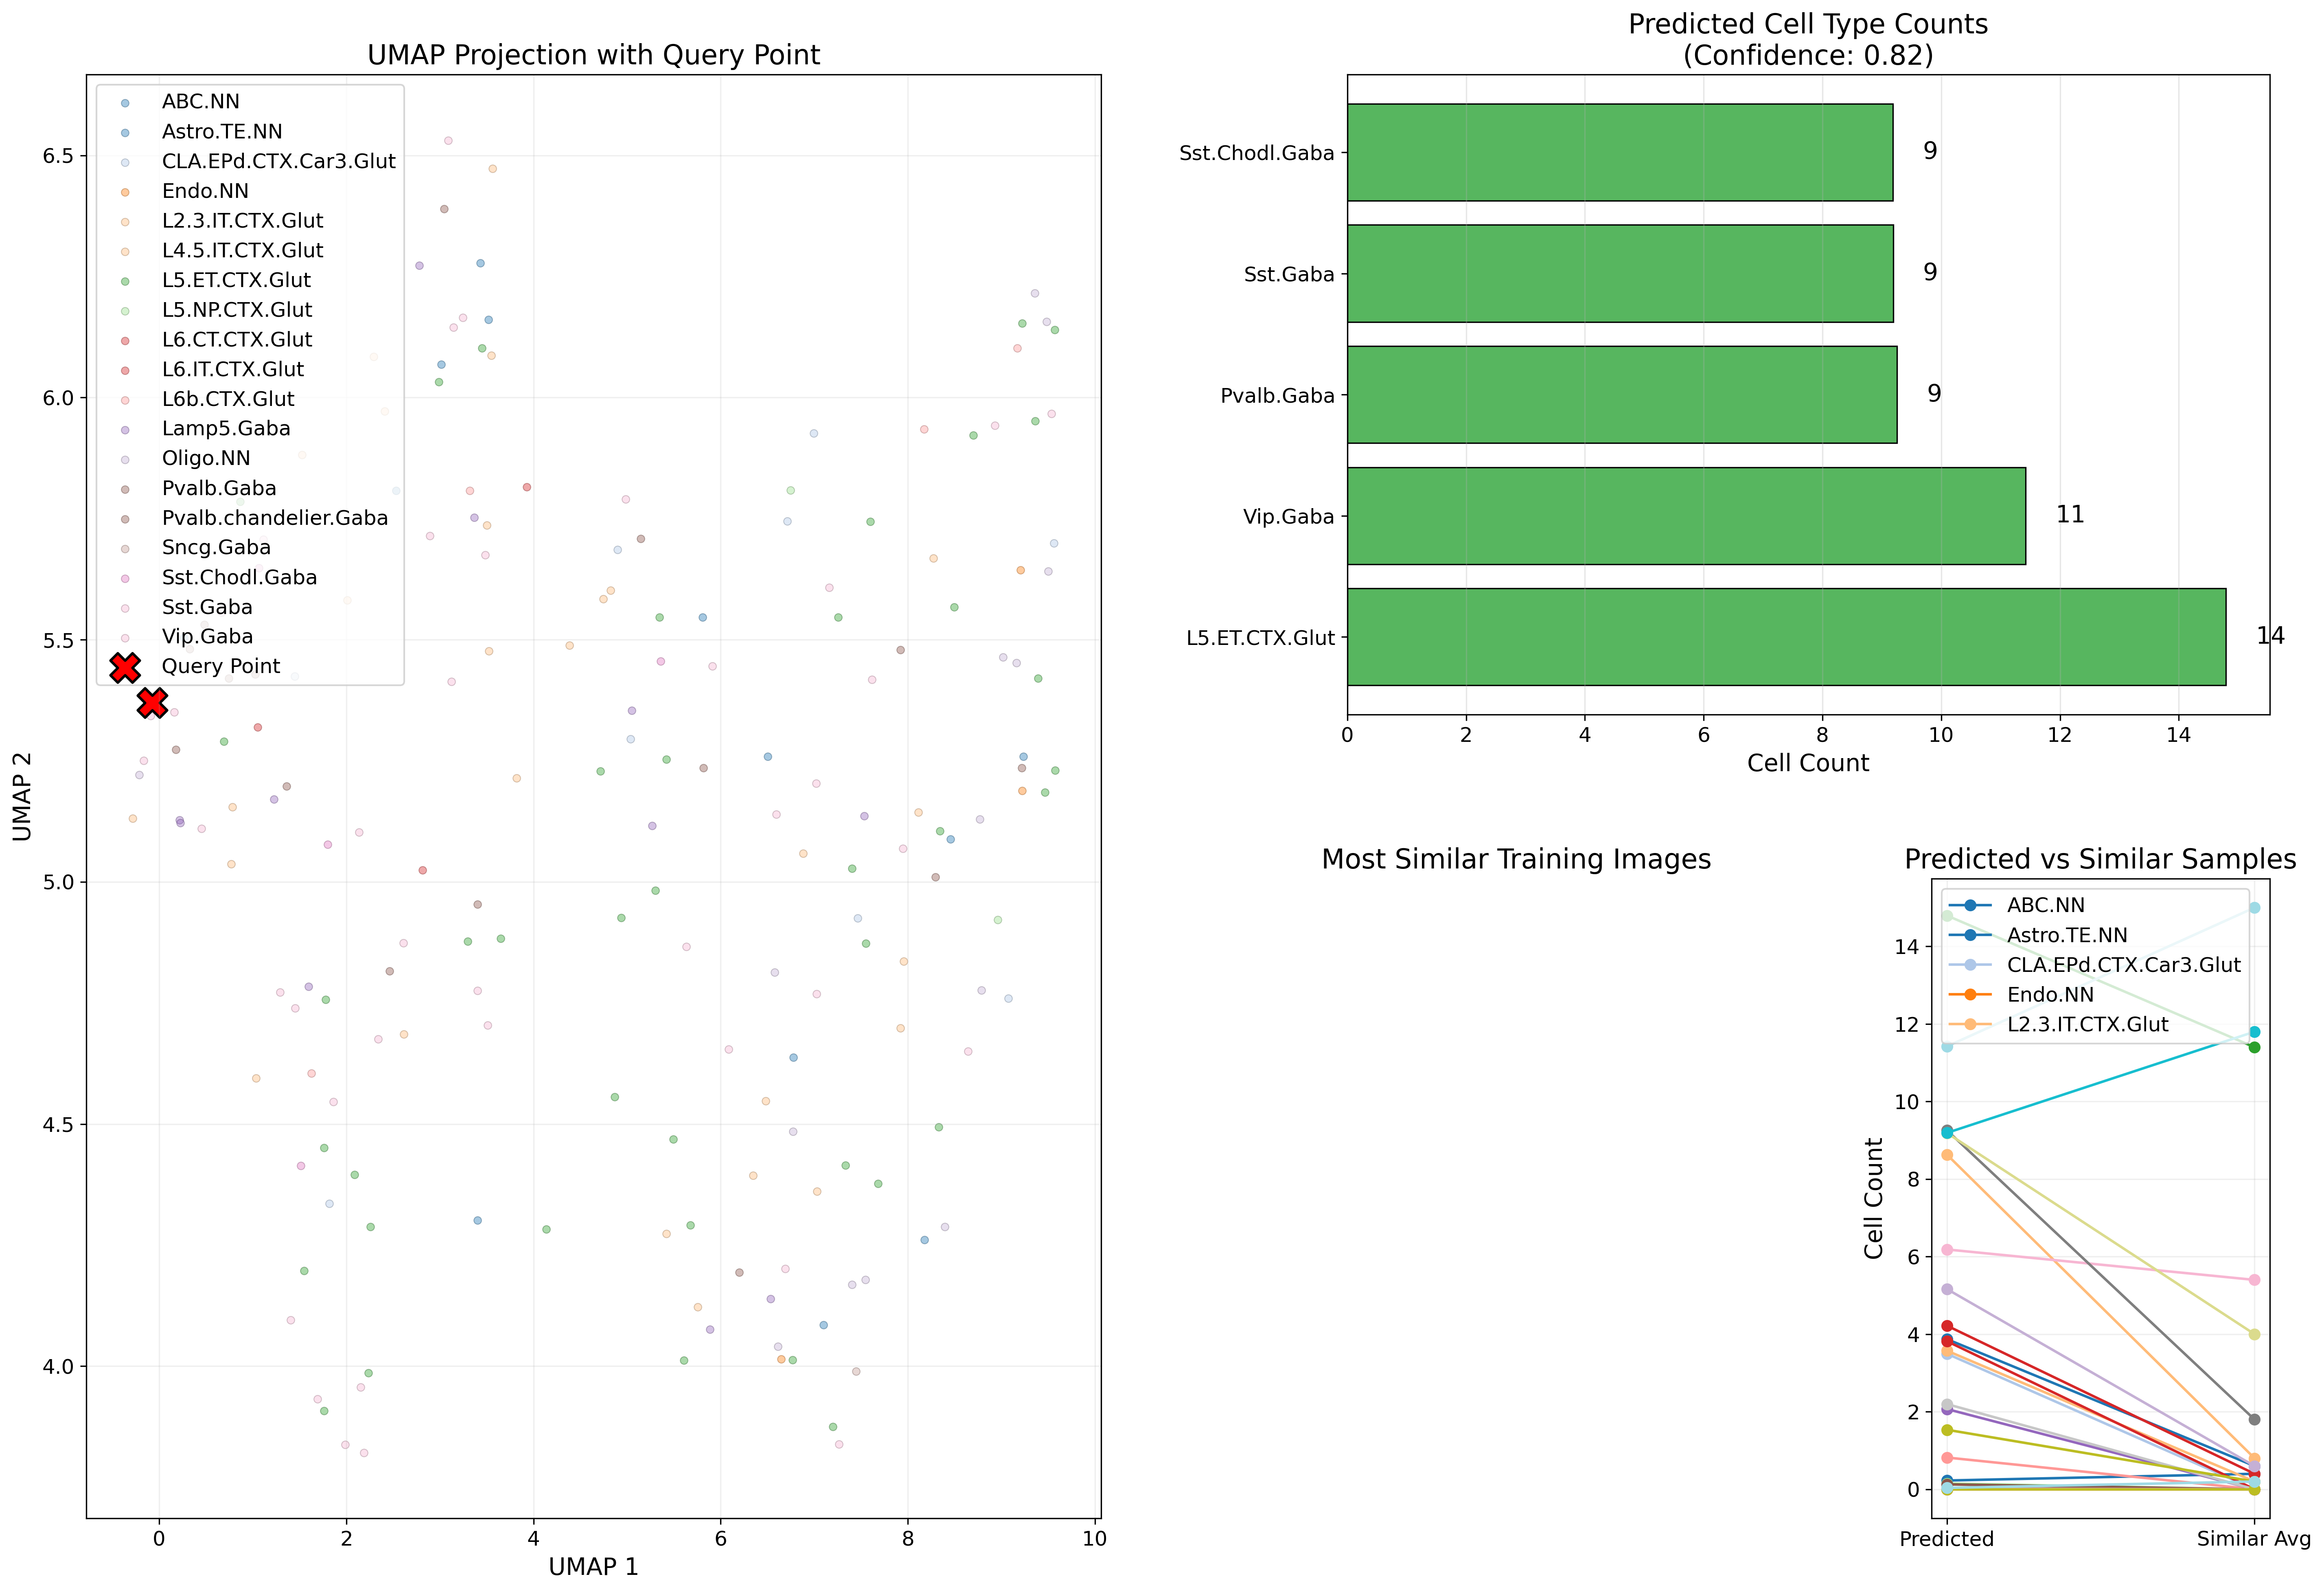 UMAP Projection with Query Point
ABC.NN
Astro.TE.NN
CLA.EPd.CTX.Car3.Glut
Endo.NN
L2.3.IT.CTX.Glut
L4.5.IT.CTX.Glut
L5.ET.CTX.Glut
L5.NP.CTX.Glut
L6.CT.CTX.Glut
L6.IT.CTX.Glut
L6b.CTX.Glut
Lamp5.Gaba
Oligo.NN
Pvalb.Gaba
Pvalb.chandelier.Gaba
Sncg.Gaba
Sst.Chodl.Gaba
Sst.Gaba
Vip.Gaba
Query Point
6.5
6.0
5.5
5.0
4.5
4.0
UMAP 2
0 2 4 6 8 10
UMAP 1
Predicted Cell Type Counts
(Confidence: 0.82)
Sst.Chodl.Gaba 9
Sst.Gaba 9
Pvalb.Gaba 9
Vip.Gaba 11
L5.ET.CTX.Glut 14
0 2 4 6 8 10 12 14
Cell Count
Most Similar Training Images
Predicted vs Similar Samples
ABC.NN
Astro.TE.NN
CLA.EPd.CTX.Car3.Glut
Endo.NN
L2.3.IT.CTX.Glut
14
12
10
8
6
4
2
0
Cell Count
Predicted Similar Avg